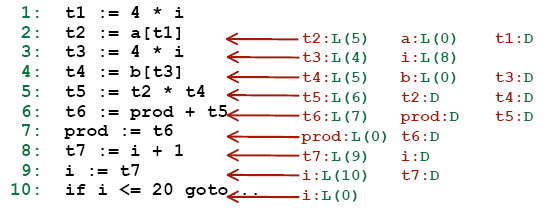 1: t1 := 4 * i
2: t2 := a[t1] t2:L(5) a:L(0) t1:D
3: t3 := 4 * i t3:L(4) i:L(8)
4: t4 := b[t3] t4:L(5) b:L(0) t3:D
5: t5 := t2 * t4 t5:L(6) t2:D t4:D
6: t6 := prod + t5 t6:L(7) prod:D t5:D
7: prod := t6 prod:L(0) t6:D
8: t7 := i + 1 t7:L(9) i:D
9: i := t7 i:L(10) t7:D
10: if i <= 20 goto .. i:L(0)